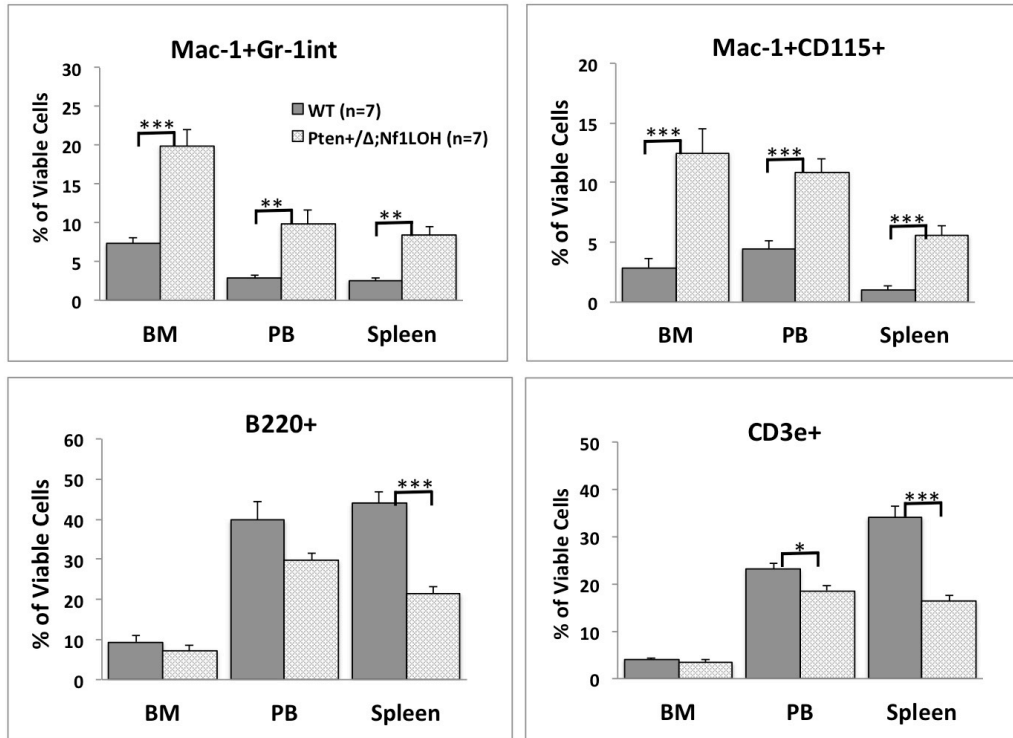 Mac-1+Gr-1int
% of Viable Cells
30
25
20
15
10
5
0
WT (n=7)
Pten+/Δ;Nf1LOH (n=7)
***
**
**
BM PB Spleen
Mac-1+CD115+
% of Viable Cells
20
15
10
5
0
***
***
***
BM PB Spleen
B220+
% of Viable Cells
60
50
40
30
20
10
0
***
BM PB Spleen
CD3e+
% of Viable Cells
50
40
30
20
10
0
*
***
BM PB Spleen